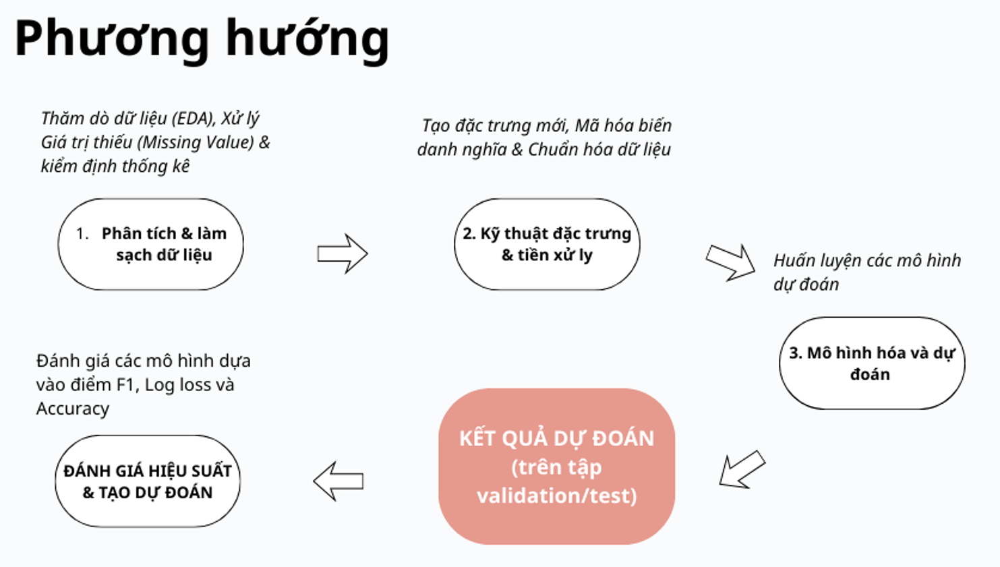 Phương hướng
Thăm dò dữ liệu (EDA), Xử lý
Giá trị thiếu (Missing Value) &
kiểm định thống kê
1. Phân tích & làm
sạch dữ liệu
Tạo đặc trưng mới, Mã hóa biến
danh nghĩa & Chuẩn hóa dữ liệu
2. Kỹ thuật đặc trưng
& tiền xử ly
Huấn luyện các mô hình
dự đoán
3. Mô hình hóa và dự
đoán
KẾT QUẢ DỰ ĐOÁN
(trên tập
validation/test)
Đánh giá các mô hình dựa
vào điểm F1, Log loss và
Accuracy
ĐÁNH GIÁ HIỆU SUẤT
& TẠO DỰ ĐOÁN